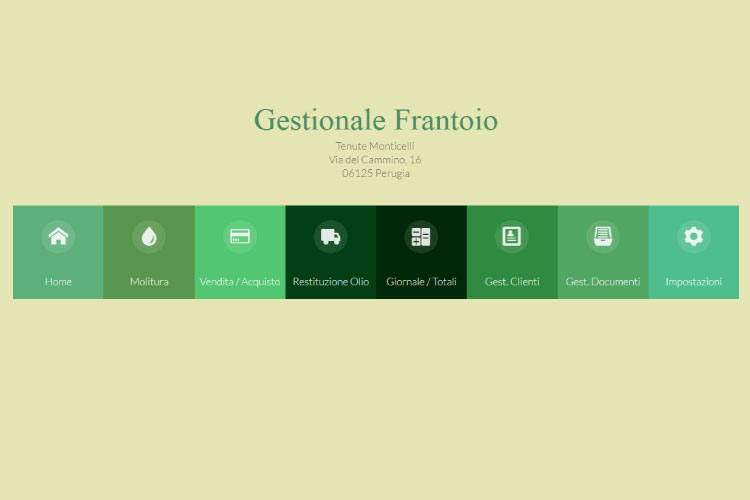 Gestionale Frantoio
Tenute Monticelli
Via del Cammino, 16
06125 Perugia
Home
Molitura
Vendita / Acquisto
Restituzione Olio
Giornale / Totali
Gest. Clienti
Gest. Documenti
Impostazioni